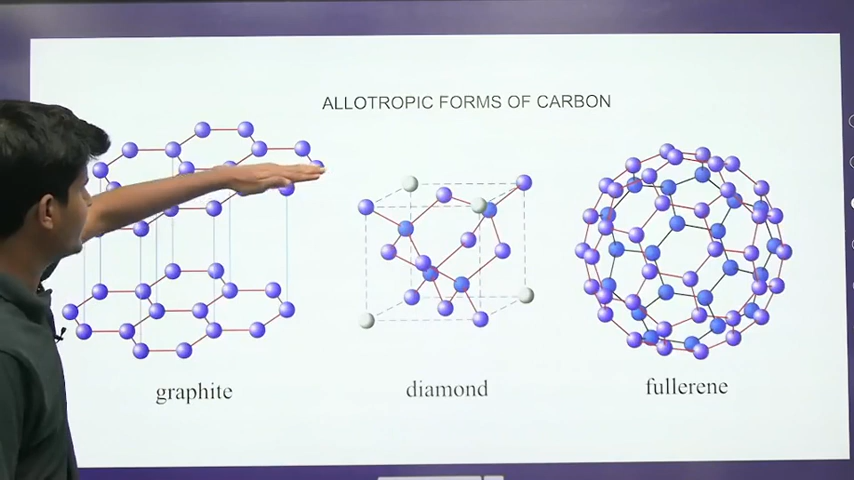 ALLOTROPIC FORMS OF CARBON
graphite
diamond
fullerene